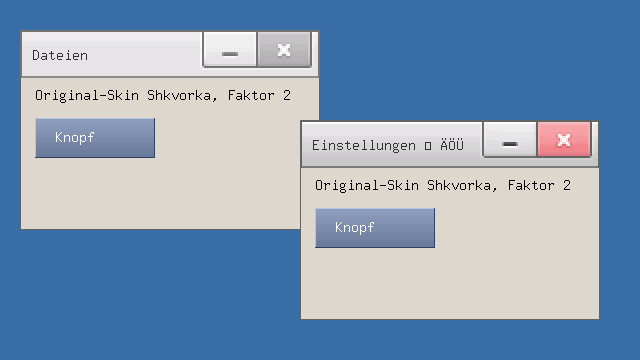 Dateien
Original-Skin Shkvorka, Faktor 2
Knopf
Einstellungen □ ÄÖÜ
Original-Skin Shkvorka, Faktor 2
Knopf